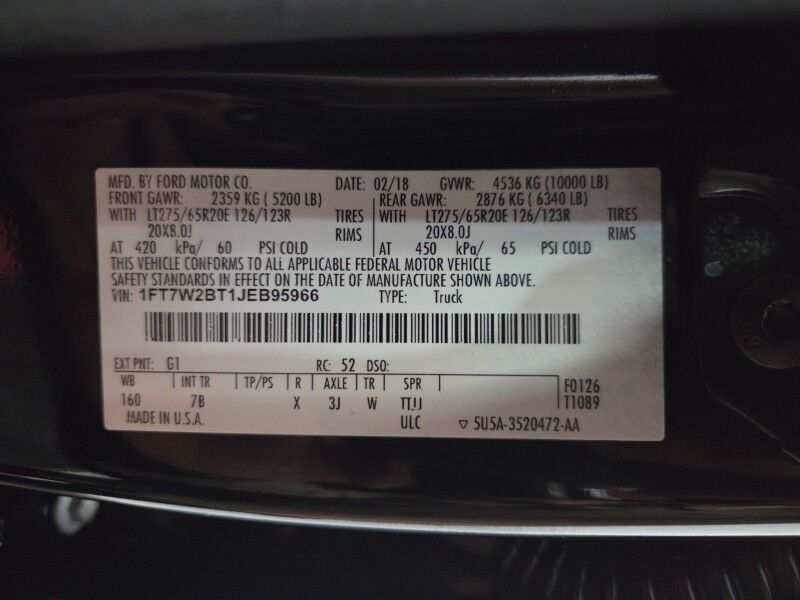 MFD. BY FORD MOTOR CO. DATE: 02/18 GVWR: 4536 KG (10000 LB)
FRONT GAWR: 2359 KG ( 5200 LB) REAR GAWR: 2876 KG ( 6340 LB)
WITH LT275/65R20E 126/123R TIRES WITH LT275/65R20E 126/123R TIRES
20X8.0J RIMS 20X8.0J RIMS
AT 420 kPa/ 60 PSI COLD AT 450 kPa/ 65 PSI COLD
THIS VEHICLE CONFORMS TO ALL APPLICABLE FEDERAL MOTOR VEHICLE
SAFETY STANDARDS IN EFFECT ON THE DATE OF MANUFACTURE SHOWN ABOVE.
VIN: 1FT7W2BT1JEB95966 TYPE: Truck
EXT PNT: G1 RC: 52 DSO:
WB INT TR TP/PS R AXLE TR SPR F0126
160 7B X 3J W TTJJ T1089
MADE IN U.S.A. ULC ▽ 5U5A-3520472-AA